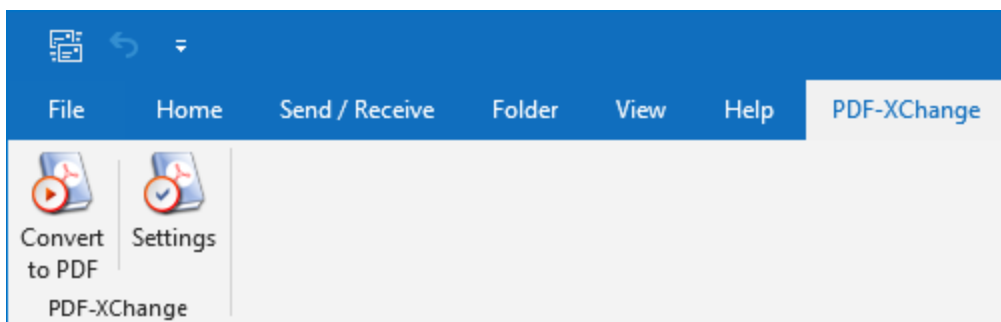 File Home Send / Receive Folder View Help PDF-XChange
Convert to PDF
Settings
PDF-XChange